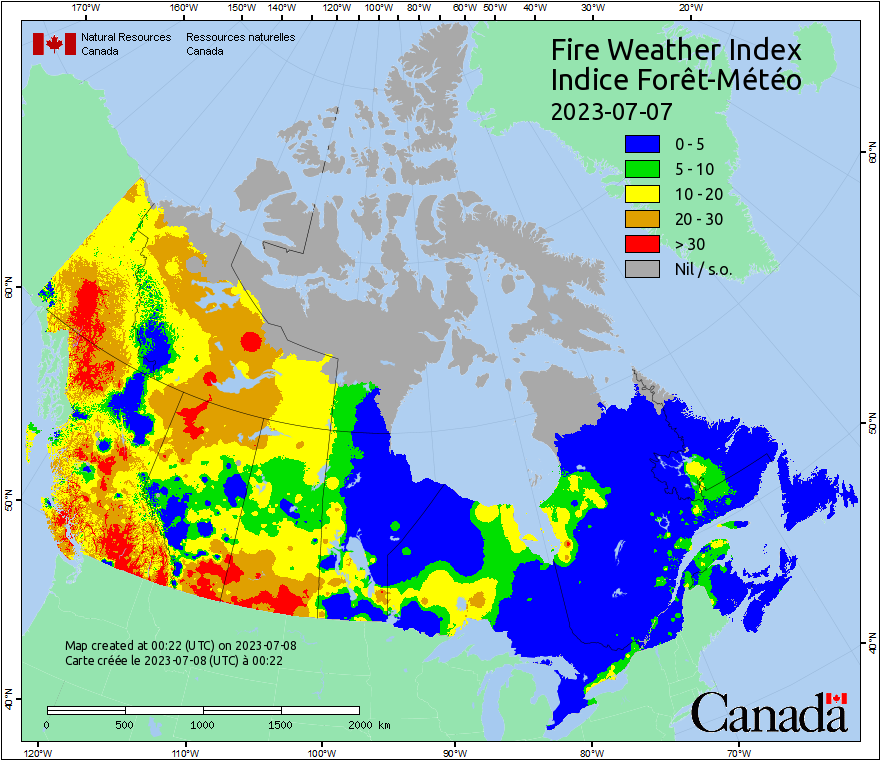 170°W 160°W 150°W 140°W 120°W 100°W 80°W 60°W 50°W 40°W 30°W 20°W
Natural Resources Ressources naturelles
Canada Canada
Fire Weather Index
Indice Forêt-Météo
2023-07-07
0 - 5
5 - 10
10 - 20
20 - 30
> 30
Nil / s.o.
60°N
60°N
50°N
50°N
40°N
40°N
Map created at 00:22 (UTC) on 2023-07-08
Carte créée le 2023-07-08 (UTC) à 00:22
0 500 1000 1500 2000 km
Canada
120°W 110°W 100°W 90°W 80°W 70°W